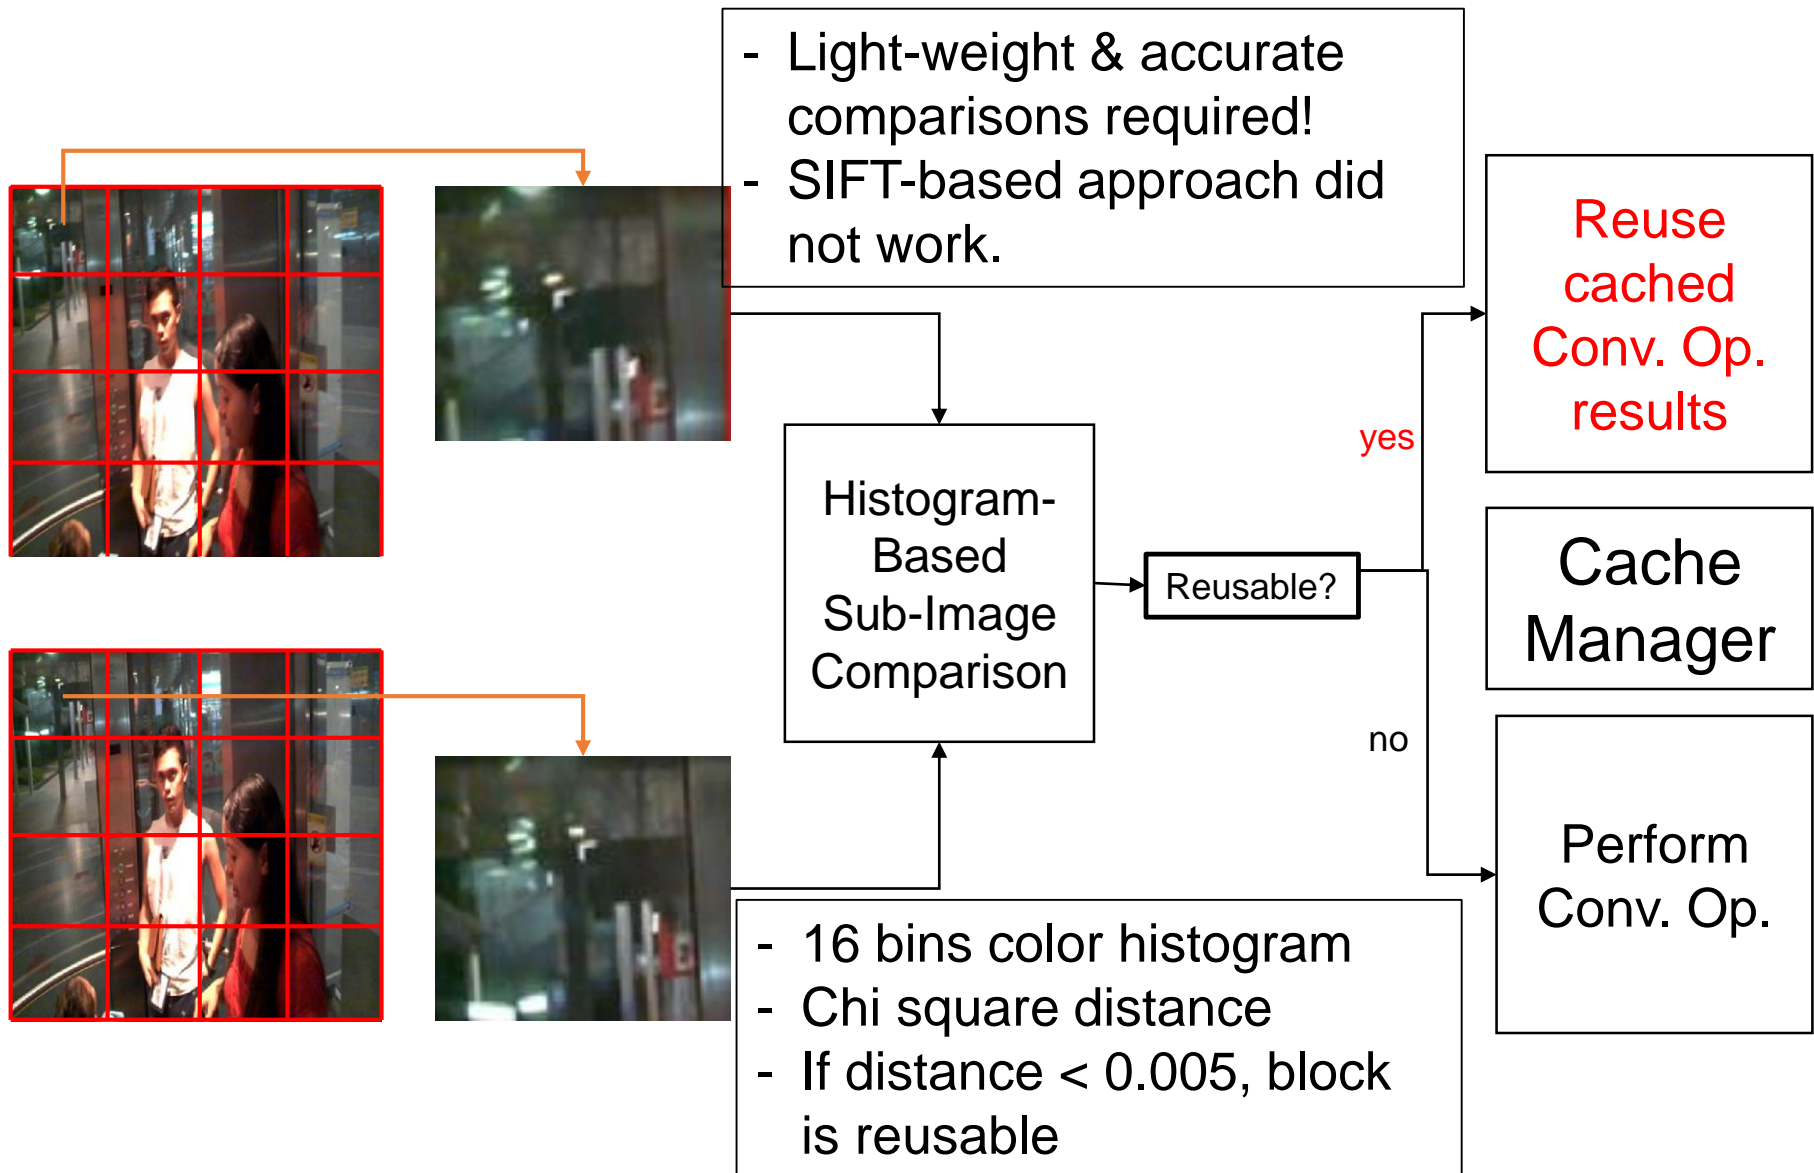 - Light-weight & accurate
comparisons required!
- SIFT-based approach did
not work.
Reuse
cached
Conv. Op.
results
yes
Histogram-
Based
Sub-Image
Comparison
Reusable?
Cache
Manager
no
Perform
Conv. Op.
- 16 bins color histogram
- Chi square distance
- If distance < 0.005, block
is reusable